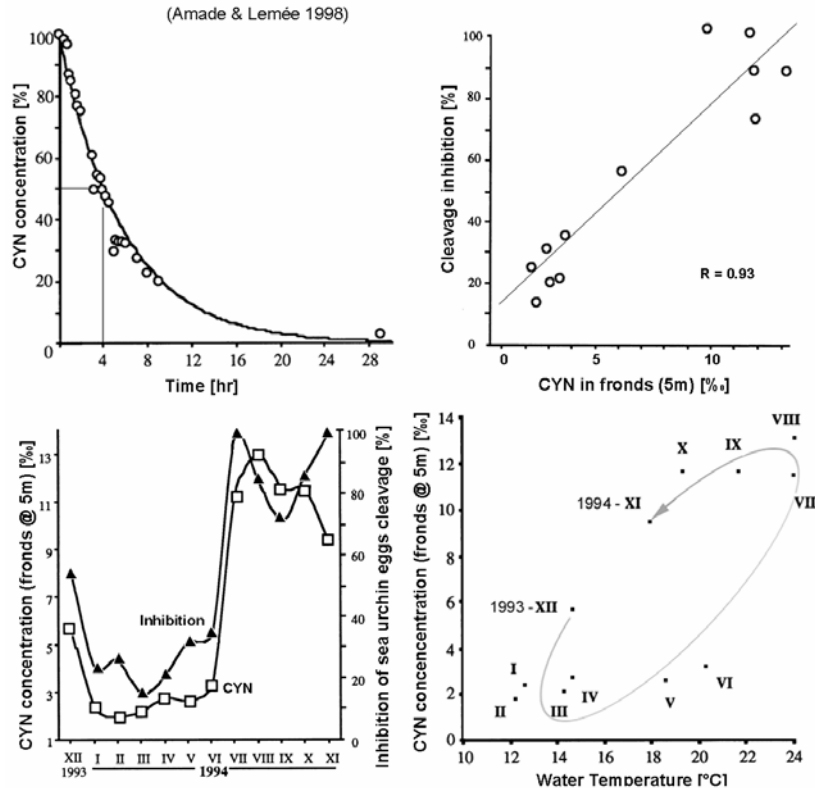 (Amade & Lemée 1998)
CYN concentration [%]
100
80
60
40
20
0
4
8
12
16
20
24
28
Time [hr]
Cleavage inhibition [%]
100
80
60
40
20
0
R = 0.93
0
5
10
CYN in fronds (5m) [‰]
CYN concentration (fronds @ 5m) [‰]
13
11
9
7
5
3
1
Inhibition
CYN
100
80
60
40
20
0
Inhibition of sea urchin eggs cleavage [%]
XII I II III IV V VI VII VIII IX X XI
1993 1994
CYN concencentration (fronds @ 5m) [‰]
14
12
10
8
6
4
2
0
VIII
X
IX
VII
1994 - XI
1993 - XII
I
II
III
IV
V
VI
10 12 14 16 18 20 22 24
Water Temperature [°C]